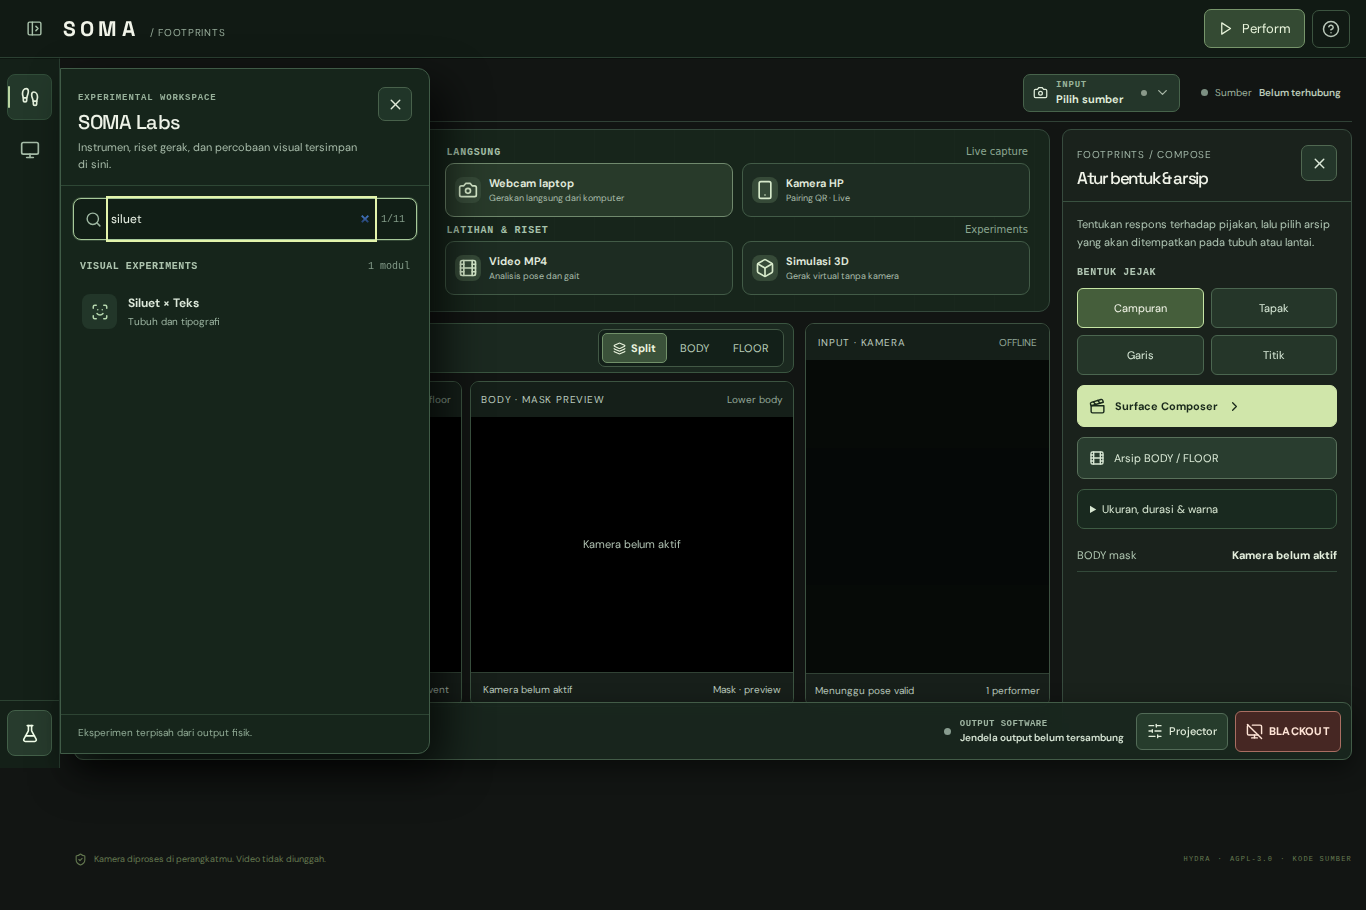 SOMA / FOOTPRINTS
Perform
EXPERIMENTAL WORKSPACE
SOMA Labs
Instrumen, riset gerak, dan percobaan visual tersimpan
di sini.
siluet
1/11
VISUAL EXPERIMENTS
1 modul
Siluet × Teks
Tubuh dan tipografi
Eksperimen terpisah dari output fisik.
INPUT
Pilih sumber
Sumber Belum terhubung
LANGSUNG
Live capture
Webcam laptop
Gerakan langsung dari komputer
Kamera HP
Pairing QR · Live
LATIHAN & RISET
Experiments
Video MP4
Analisis pose dan gait
Simulasi 3D
Gerak virtual tanpa kamera
Split
BODY
FLOOR
floor
BODY · MASK PREVIEW
Lower body
Kamera belum aktif
Kamera belum aktif
Mask · preview
INPUT · KAMERA
OFFLINE
Menunggu pose valid
1 performer
FOOTPRINTS / COMPOSE
Atur bentuk & arsip
Tentukan respons terhadap pijakan, lalu pilih arsip
yang akan ditempatkan pada tubuh atau lantai.
BENTUK JEJAK
Campuran
Tapak
Garis
Titik
Surface Composer
Arsip BODY / FLOOR
Ukuran, durasi & warna
BODY mask
Kamera belum aktif
OUTPUT SOFTWARE
Jendela output belum tersambung
Projector
BLACKOUT
Kamera diproses di perangkatmu. Video tidak diunggah.
HYDRA · AGPL-3.0 · KODE SUMBER